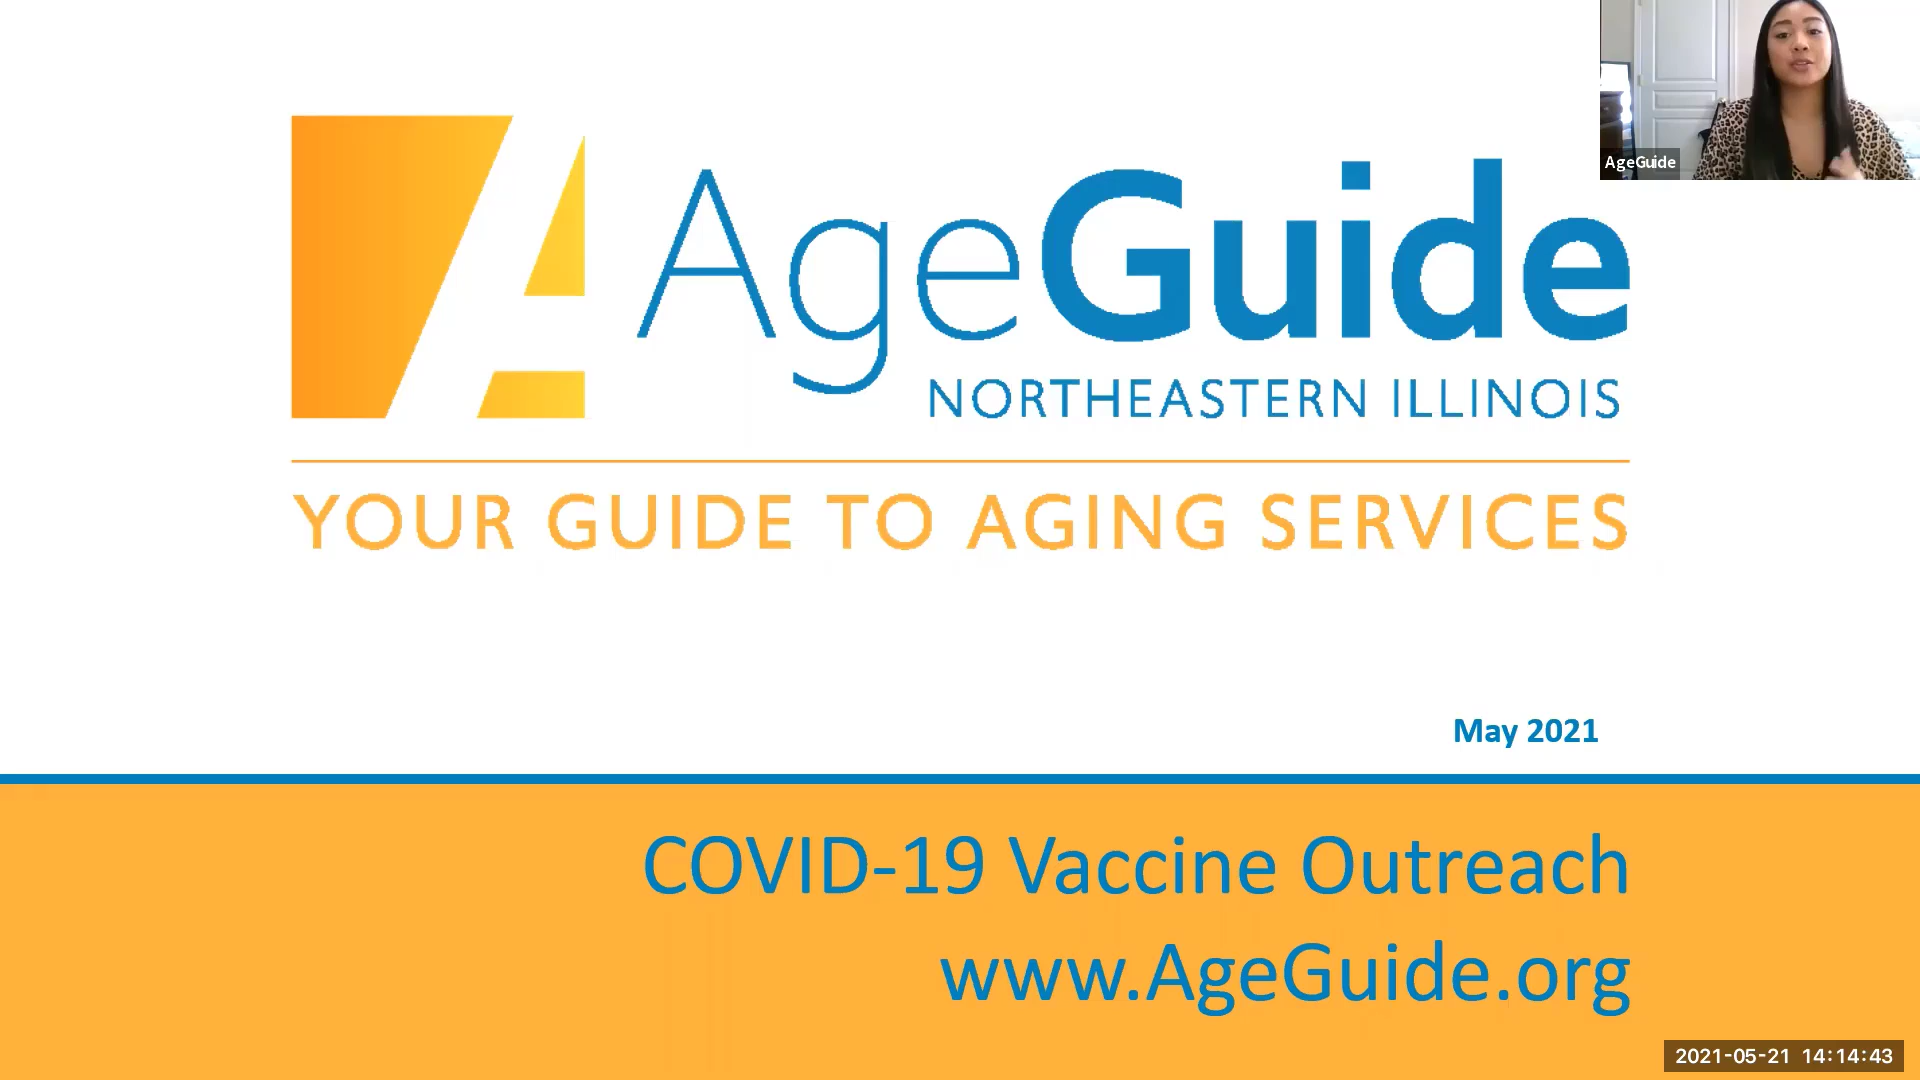 AgeGuide
AgeGuide
NORTHEASTERN ILLINOIS
YOUR GUIDE TO AGING SERVICES
May 2021
COVID-19 Vaccine Outreach
www.AgeGuide.org
2021-05-21 14:14:43